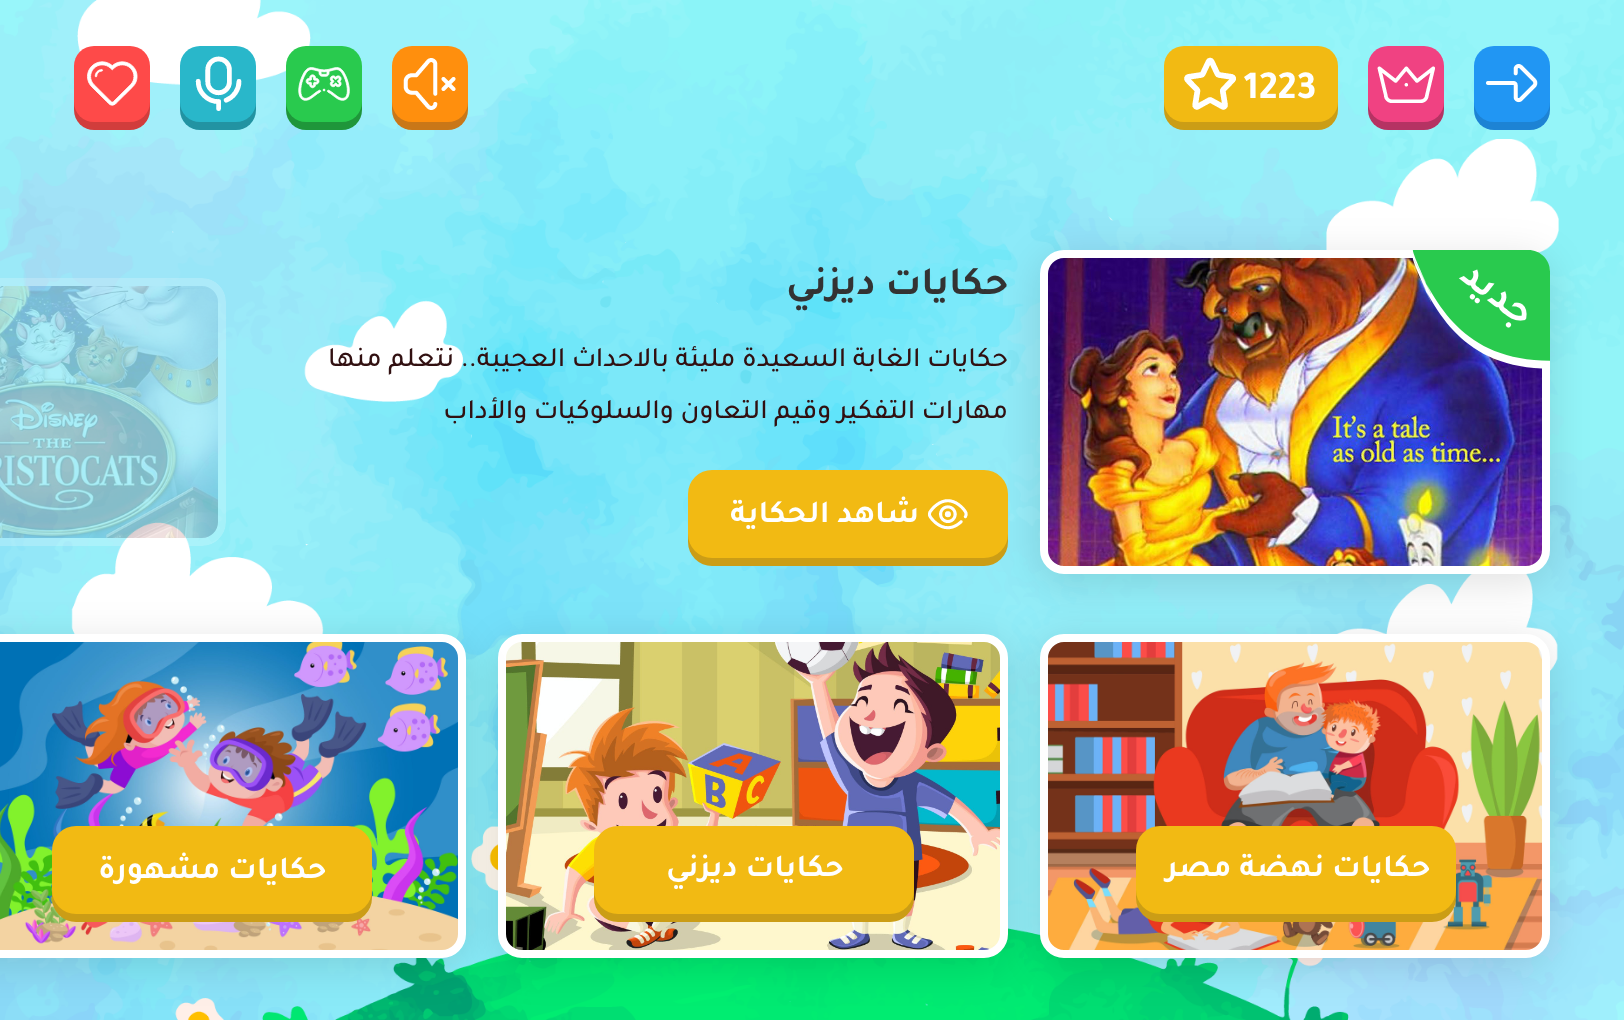 1223
جديد
It's a tale
as old as time...
حكايات ديزني
حكايات الغابة السعيدة مليئة بالاحداث العجيبة.. نتعلم منها
مهارات التفكير وقيم التعاون والسلوكيات والأداب
شاهد الحكاية
DISNEY
THE
RISTOCATS
حكايات نهضة مصر
A
B C
حكايات ديزني
حكايات مشهورة